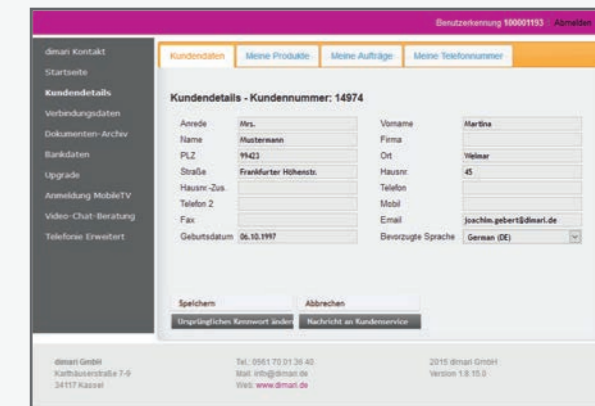 Benutzerkennung 100001193 Abmelden
dimari Kontakt
Startseite
Kundendetails
Verbindungsdaten
Dokumenten-Archiv
Bankdaten
Upgrade
Anmeldung MobileTV
Video-Chat-Beratung
Telefonie Erweitert
Kundendaten Meine Produkte Meine Aufträge Meine Telefonnummer
Kundendetails - Kundennummer: 14974
Anrede Mrs. Vorname Martina
Name Mustermann Firma
PLZ 99423 Ort Weimar
Straße Frankfurter Höhenstr. Hausnr. 45
Hausnr.-Zus. Telefon
Telefon 2 Mobil
Fax Email joachim.gebert@dimari.de
Geburtsdatum 06.10.1997 Bevorzugte Sprache German (DE)
Speichern Abbrechen
Ursprüngliches Kennwort änder Nachricht an Kundenservice
dimari GmbH Tel.: 0561 70 01 36 40 2015 dimari GmbH
Karthäuserstraße 7-9 Mail: info@dimari.de Version 1.8.15.0
34117 Kassel Web: www.dimari.de